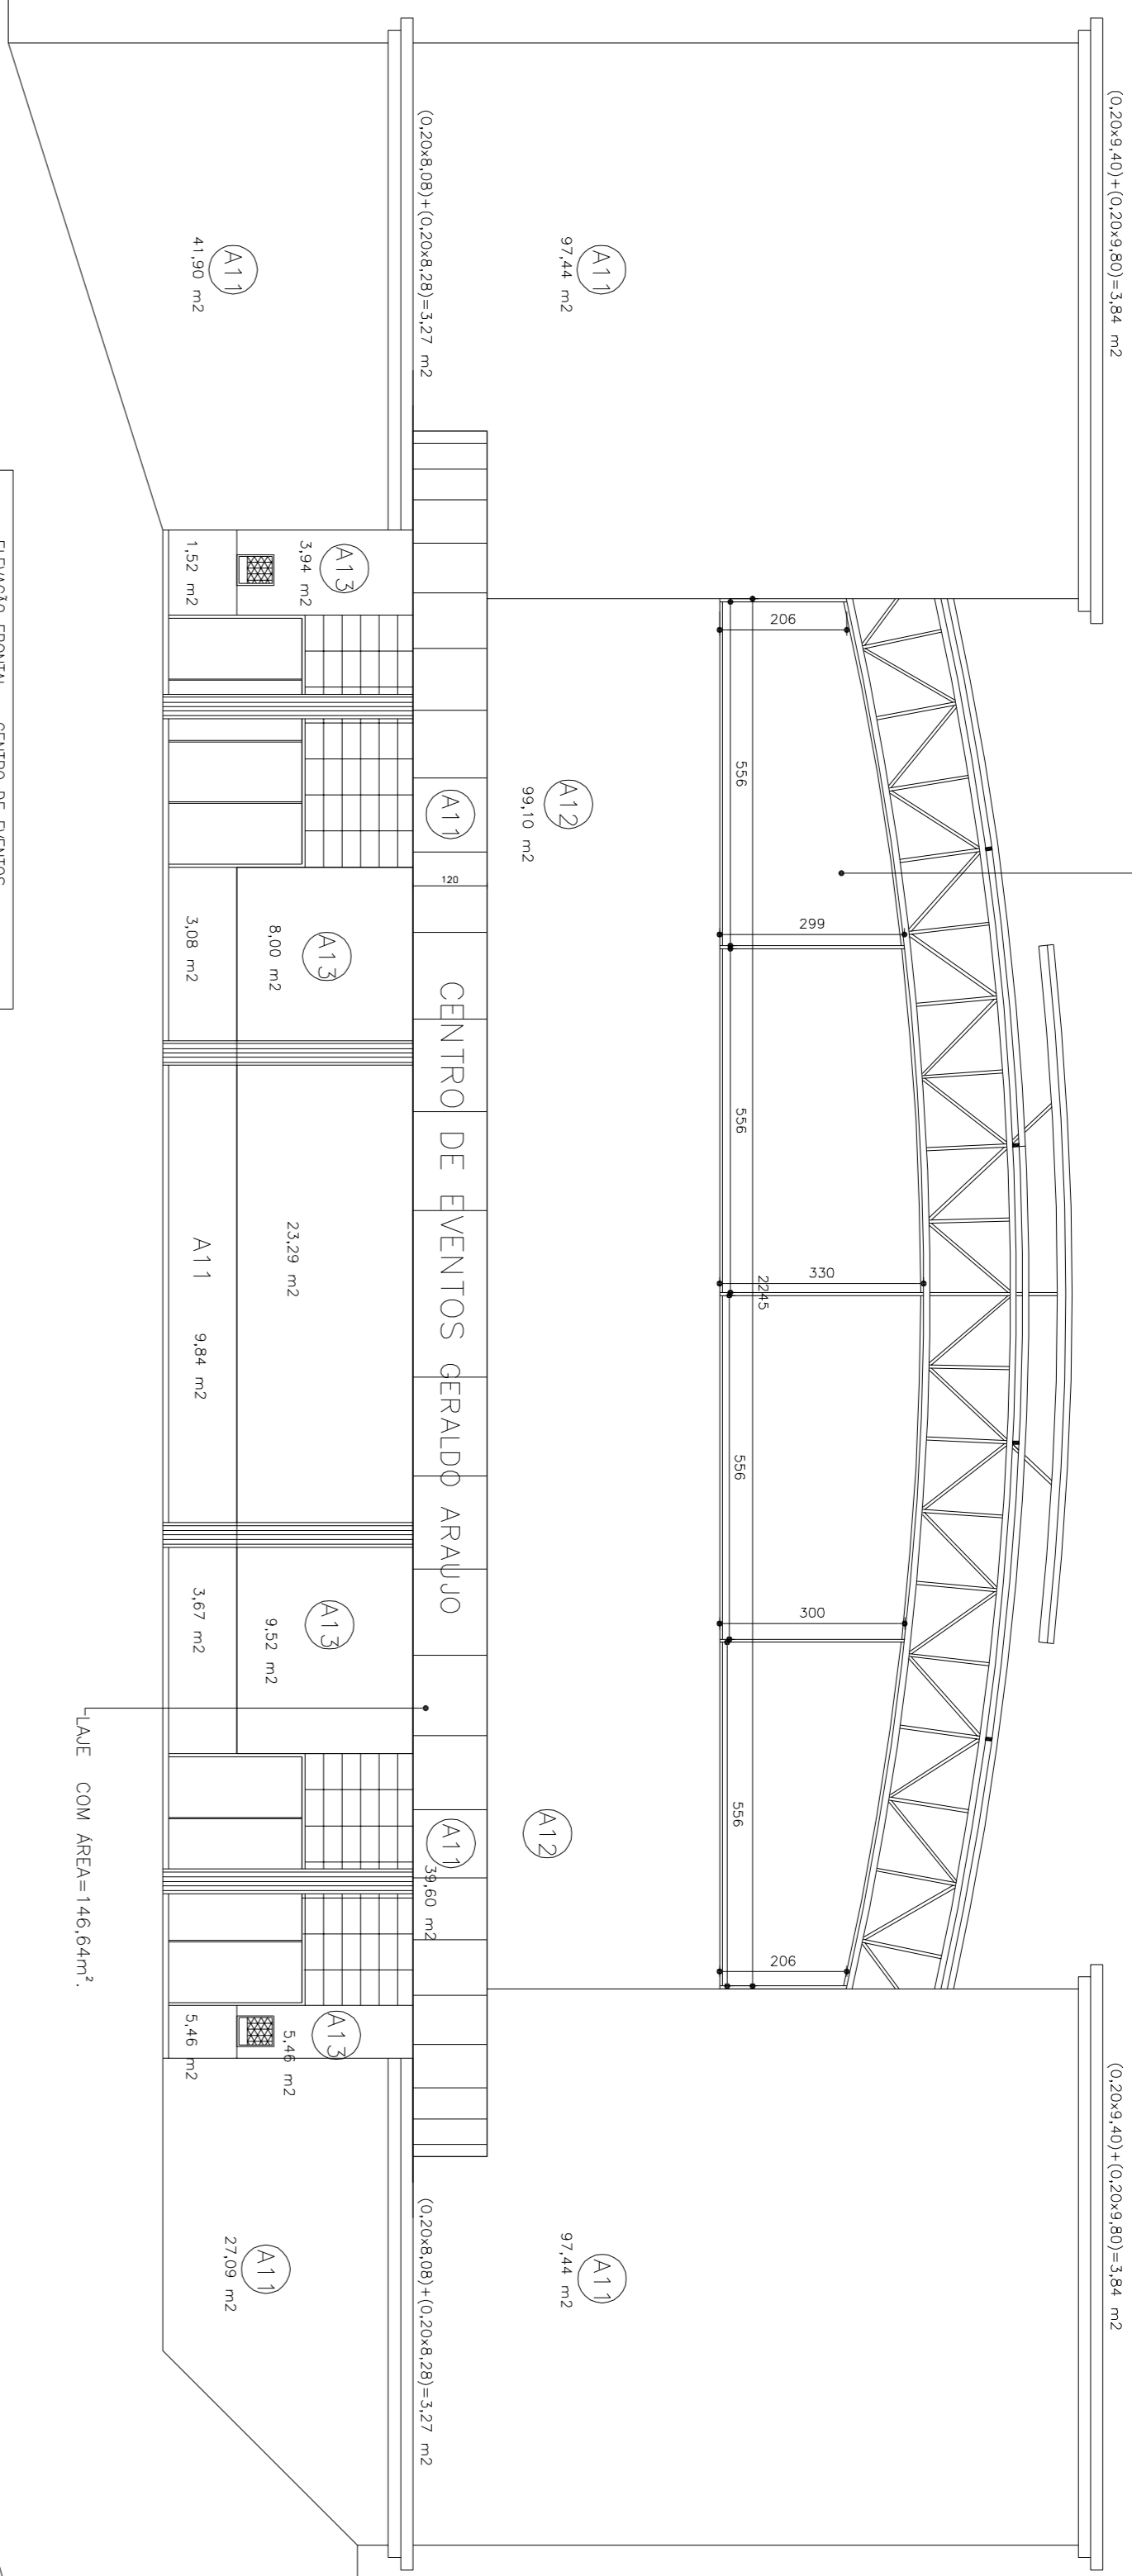 (0,20x9,40)+(0,20x9,80)=3,84 m2
(0,20x9,40)+(0,20x9,80)=3,84 m2
206
556
299
556
330
2245
556
300
556
206
A11
97,44 m2
A12
99,10 m2
A12
A11
97,44 m2
(0,20x8,08)+(0,20x8,28)=3,27 m2
A11
120
CENTRO DE EVENTOS GERALDO ARAUJO
A11
39,60 m2
(0,20x8,08)+(0,20x8,28)=3,27 m2
A11
41,90 m2
A13
3,94 m2
1,52 m2
A13
8,00 m2
3,08 m2
23,29 m2
A11 9,84 m2
A13
9,52 m2
3,67 m2
A13
5,46 m2
5,46 m2
A11
27,09 m2
LAJE COM ÁREA=146,64m².
ELEVAÇÃO FRONTAL - CENTRO DE EVENTOS